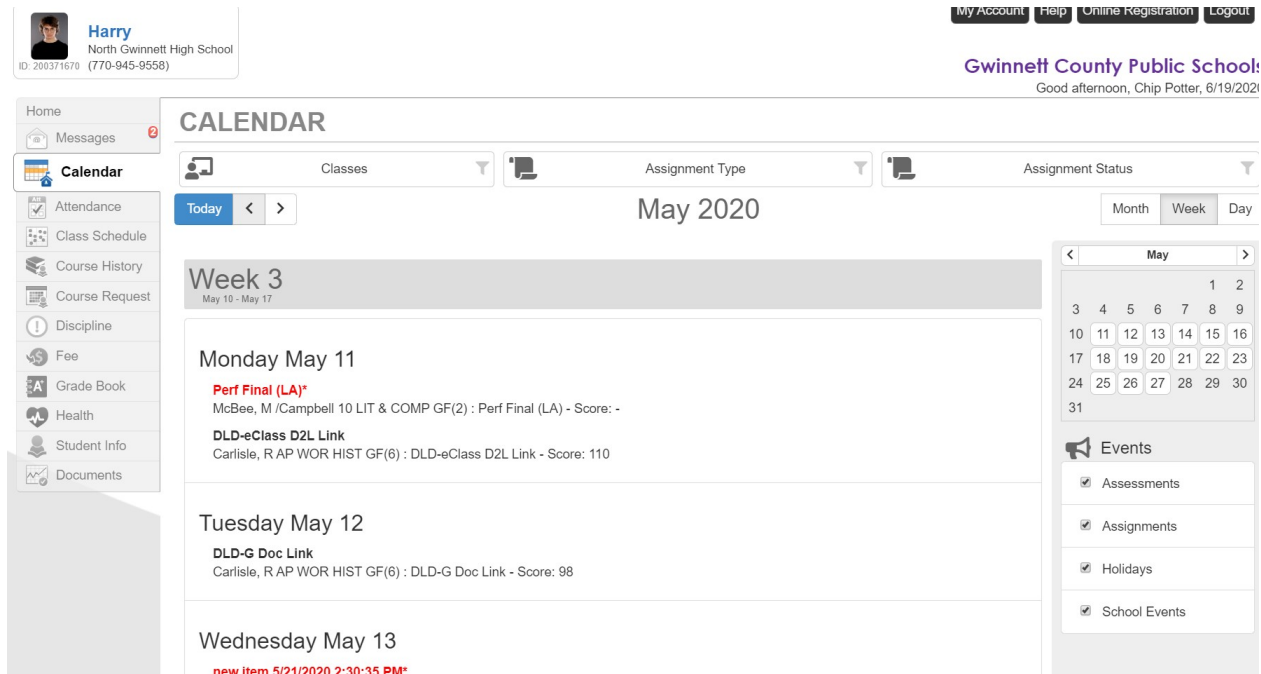 My Account Help Online Registration Logout
Harry
North Gwinnett High School
ID: 200371670 (770-945-9558)
Gwinnett County Public Schools
Good afternoon, Chip Potter, 6/19/2020
Home
Messages 2
Calendar
Attendance
Class Schedule
Course History
Course Request
Discipline
Fee
Grade Book
Health
Student Info
Documents
CALENDAR
Classes Assignment Type Assignment Status
Today < > May 2020 Month Week Day
Week 3
May 10 - May 17
Monday May 11
Perf Final (LA)*
McBee, M /Campbell 10 LIT & COMP GF(2) : Perf Final (LA) - Score: -
DLD-eClass D2L Link
Carlisle, R AP WOR HIST GF(6) : DLD-eClass D2L Link - Score: 110
Tuesday May 12
DLD-G Doc Link
Carlisle, R AP WOR HIST GF(6) : DLD-G Doc Link - Score: 98
Wednesday May 13
new item 5/21/2020 2:30:35 PM*
< May >
1 2
3 4 5 6 7 8 9
10 11 12 13 14 15 16
17 18 19 20 21 22 23
24 25 26 27 28 29 30
31
Events
Assessments
Assignments
Holidays
School Events